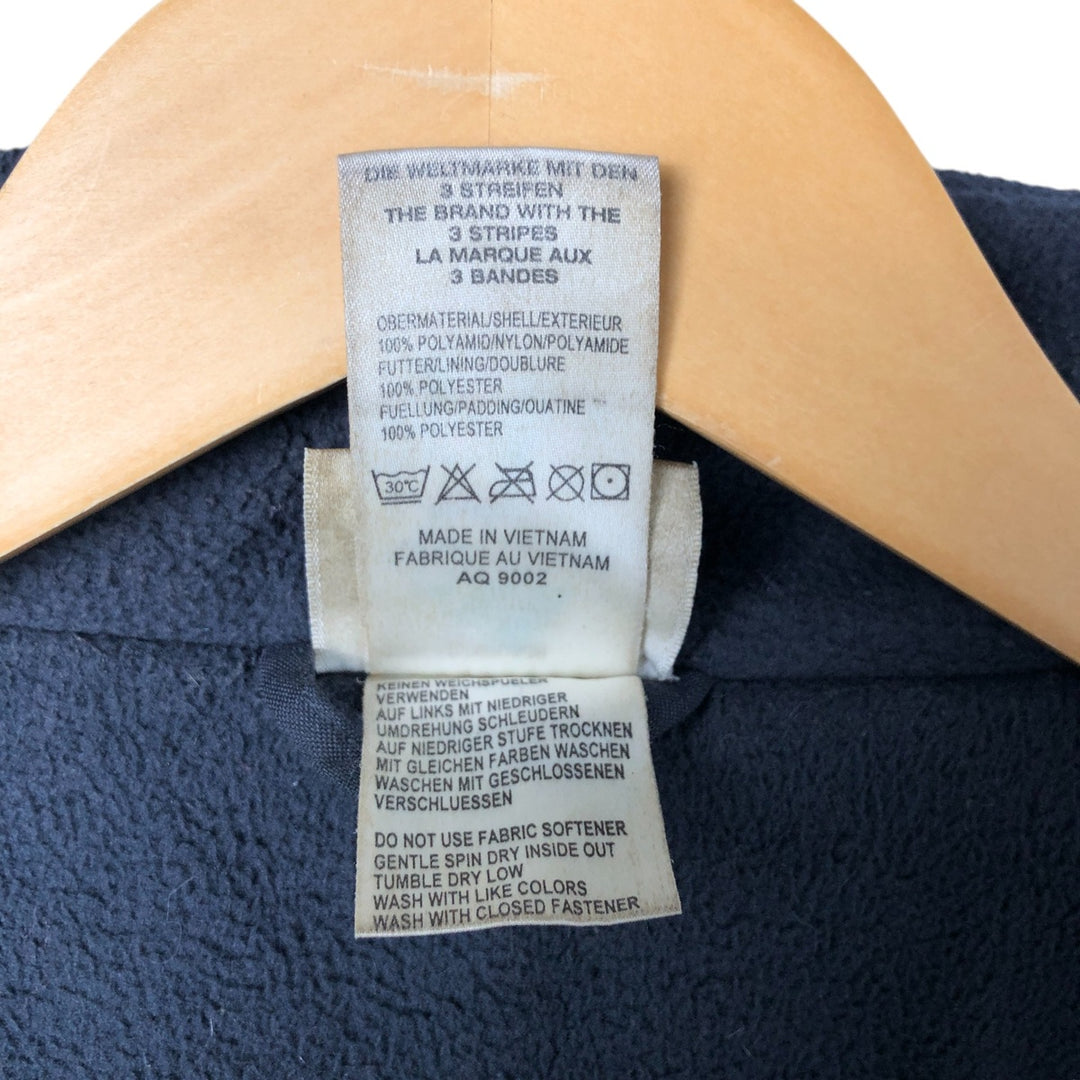 DIE WELTMARKE MIT DEN
3 STREIFEN
THE BRAND WITH THE
3 STRIPES
LA MARQUE AUX
3 BANDES
OBERMATERIAL/SHELL/EXTERIEUR
100% POLYAMID/NYLON/POLYAMIDE
FUTTER/LINING/DOUBLURE
100% POLYESTER
FUELLUNG/PADDING/OUATINE
100% POLYESTER
30°C
MADE IN VIETNAM
FABRIQUE AU VIETNAM
AQ 9002
KEINEN WEICHSPUELER
VERWENDEN
AUF LINKS MIT NIEDRIGER
UMDREHUNG SCHLEUDERN
AUF NIEDRIGER STUFE TROCKNEN
MIT GLEICHEN FARBEN WASCHEN
WASCHEN MIT GESCHLOSSENEN
VERSCHLUESSEN
DO NOT USE FABRIC SOFTENER
GENTLE SPIN DRY INSIDE OUT
TUMBLE DRY LOW
WASH WITH LIKE COLORS
WASH WITH CLOSED FASTENER